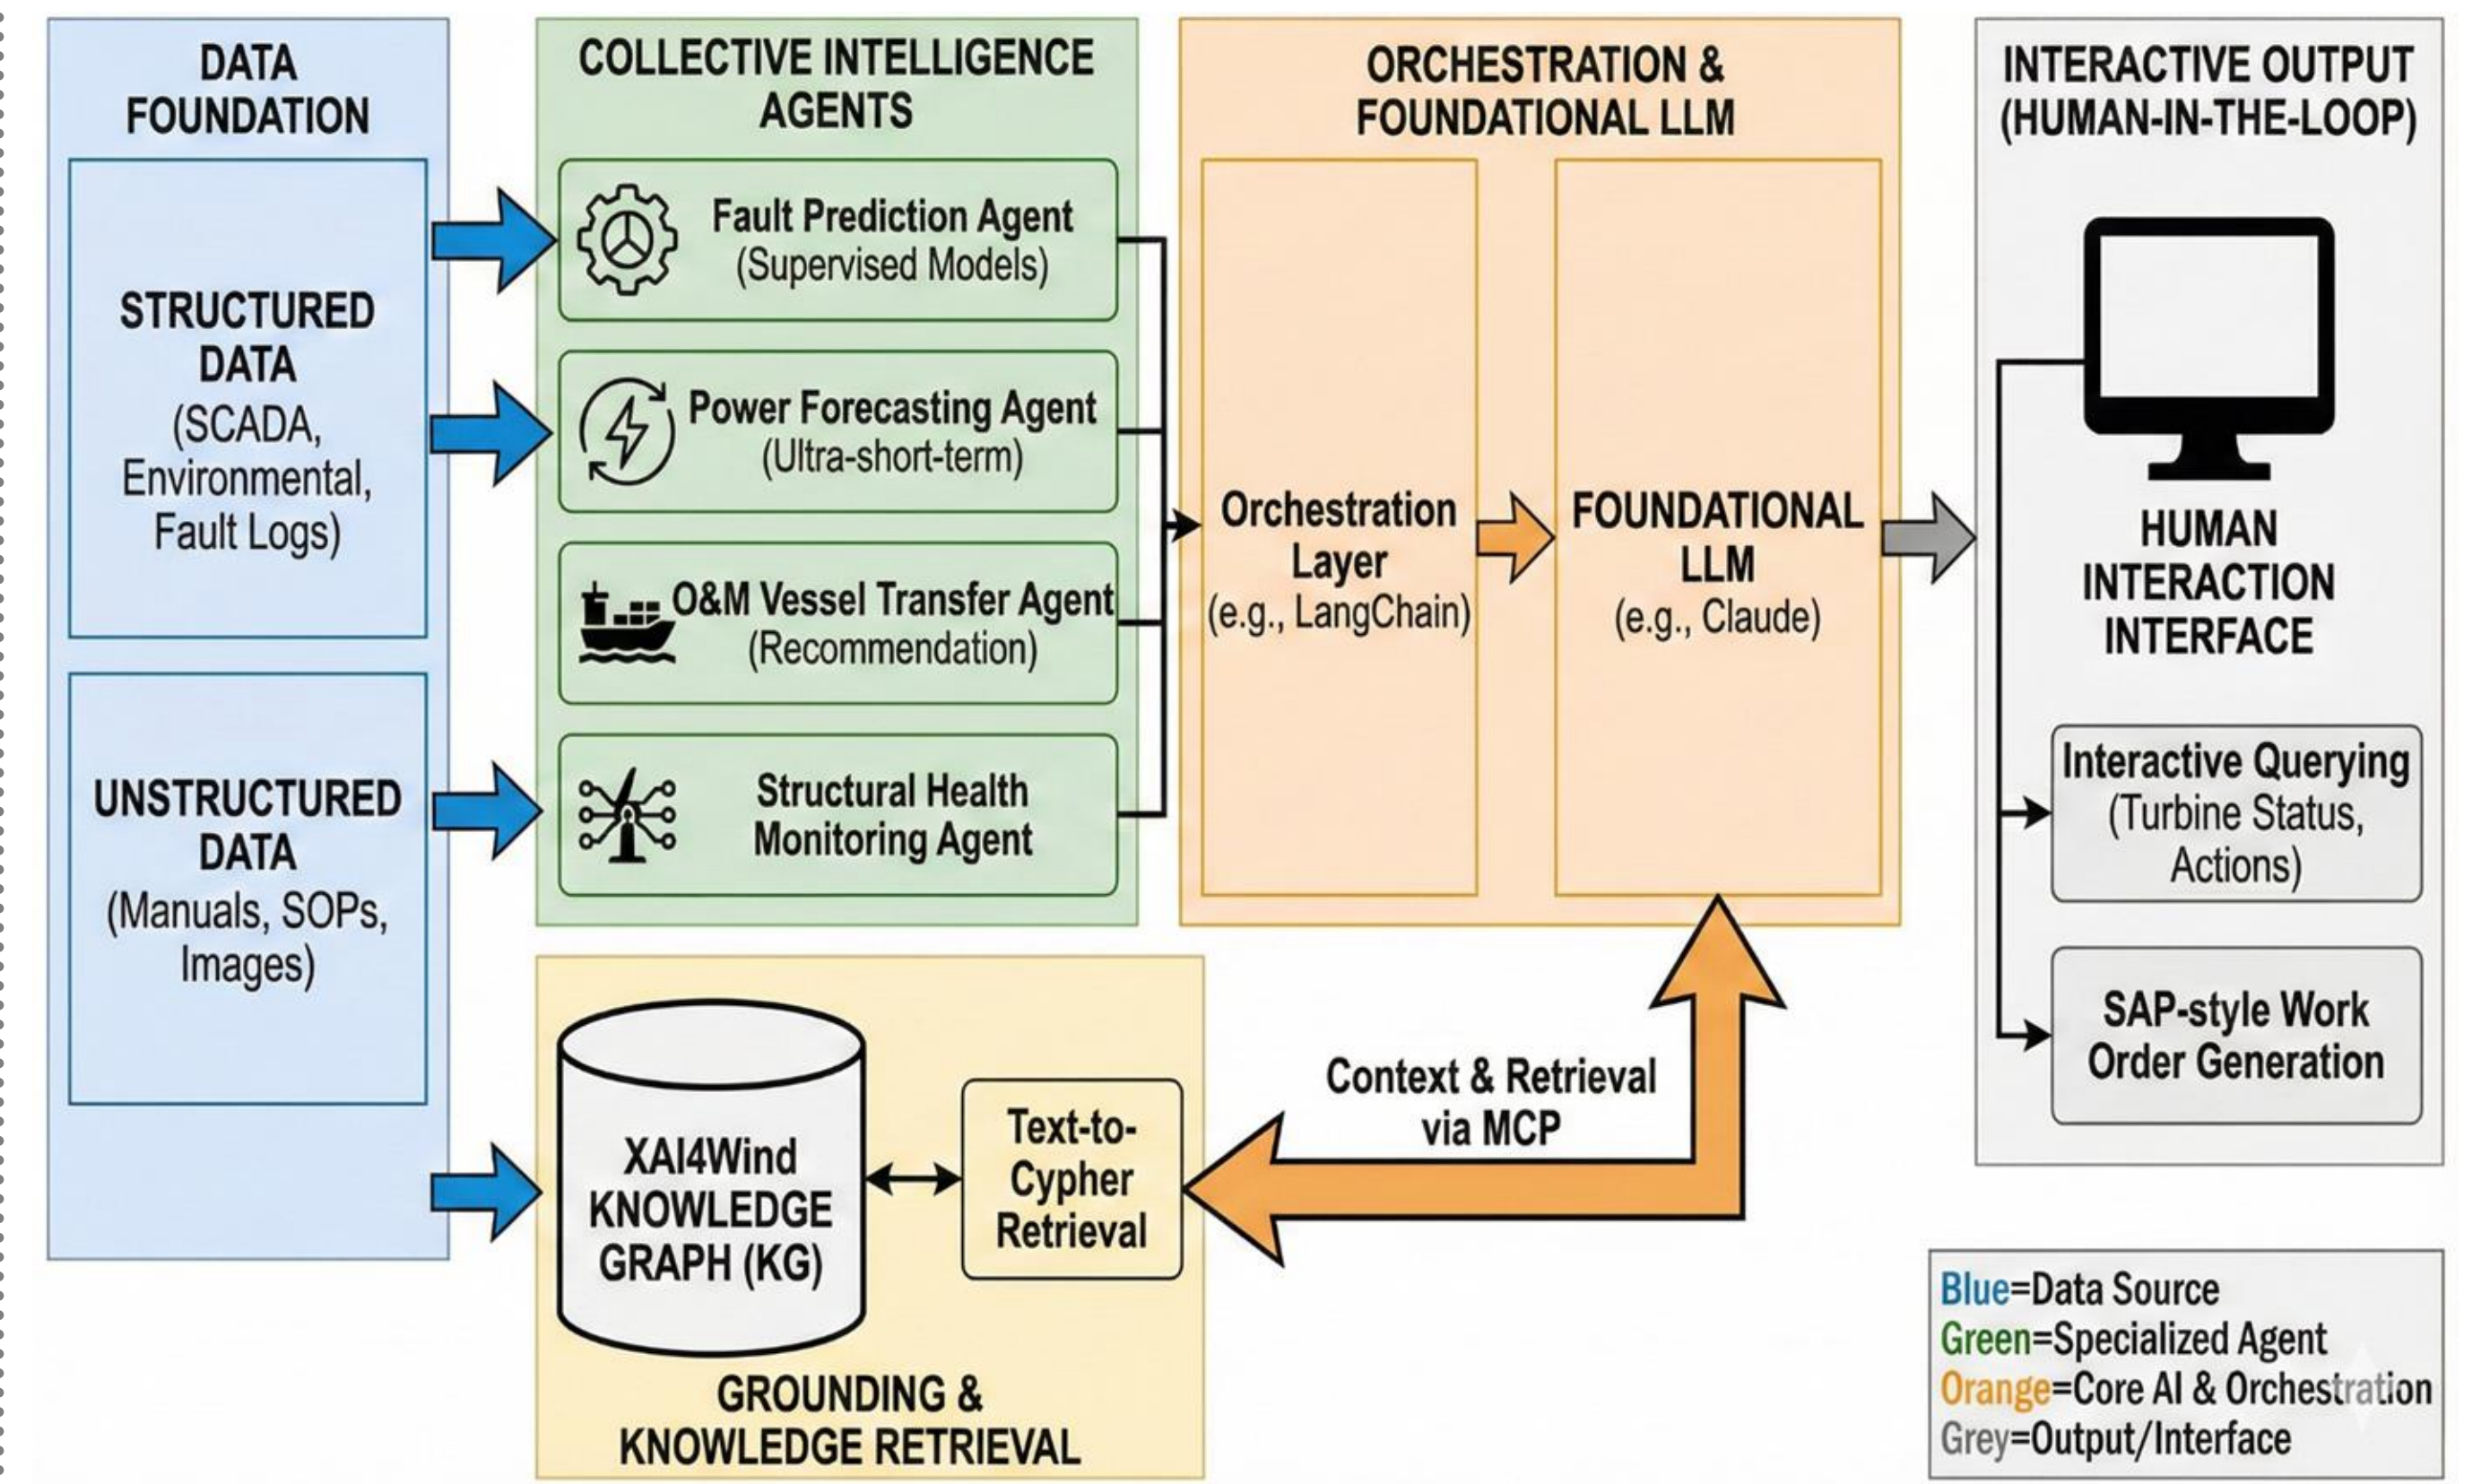 DATA
FOUNDATION
STRUCTURED
DATA
(SCADA,
Environmental,
Fault Logs)
UNSTRUCTURED
DATA
(Manuals, SOPs,
Images)
COLLECTIVE INTELLIGENCE
AGENTS
Fault Prediction Agent
(Supervised Models)
Power Forecasting Agent
(Ultra-short-term)
O&M Vessel Transfer Agent
(Recommendation)
Structural Health
Monitoring Agent
ORCHESTRATION &
FOUNDATIONAL LLM
Orchestration
Layer
(e.g., LangChain)
FOUNDATIONAL
LLM
(e.g., Claude)
INTERACTIVE OUTPUT
(HUMAN-IN-THE-LOOP)
HUMAN
INTERACTION
INTERFACE
Interactive Querying
(Turbine Status,
Actions)
SAP-style Work
Order Generation
XAI4Wind
KNOWLEDGE
GRAPH (KG)
Text-to-
Cypher
Retrieval
GROUNDING &
KNOWLEDGE RETRIEVAL
Context & Retrieval
via MCP
Blue=Data Source
Green=Specialized Agent
Orange=Core AI & Orchestration
Grey=Output/Interface